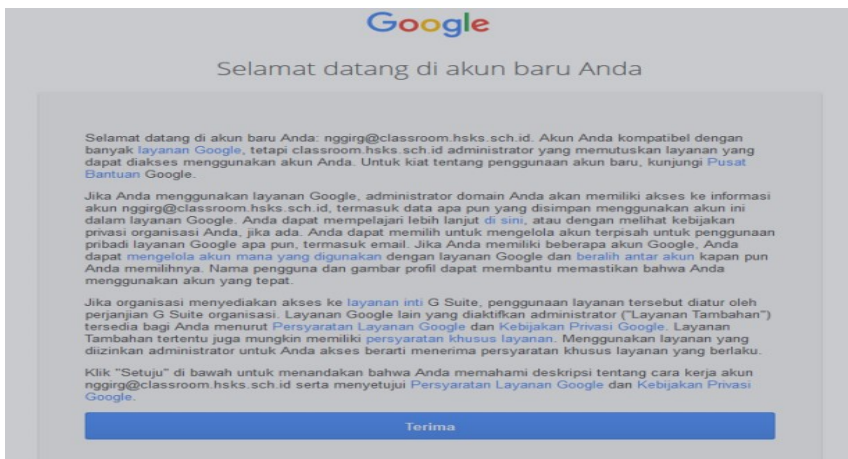 Google
Selamat datang di akun baru Anda
Selamat datang di akun baru Anda: nggirg@classroom.hsks.sch.id. Akun Anda kompatibel dengan
banyak layanan Google, tetapi classroom.hsks.sch.id administrator yang memutuskan layanan yang
dapat diakses menggunakan akun Anda. Untuk kiat tentang penggunaan akun baru, kunjungi Pusat
Bantuan Google.
Jika Anda menggunakan layanan Google, administrator domain Anda akan memiliki akses ke informasi
akun nggirg@classroom.hsks.sch.id, termasuk data apa pun yang disimpan menggunakan akun ini
dalam layanan Google. Anda dapat mempelajari lebih lanjut di sini, atau dengan melihat kebijakan
privasi organisasi Anda, jika ada. Anda dapat memilih untuk mengelola akun terpisah untuk penggunaan
pribadi layanan Google apa pun, termasuk email. Jika Anda memiliki beberapa akun Google, Anda
dapat mengelola akun mana yang digunakan dengan layanan Google dan beralih antar akun kapan pun
Anda memilihnya. Nama pengguna dan gambar profil dapat membantu memastikan bahwa Anda
menggunakan akun yang tepat.
Jika organisasi menyediakan akses ke layanan inti G Suite, penggunaan layanan tersebut diatur oleh
perjanjian G Suite organisasi. Layanan Google lain yang diaktifkan administrator ("Layanan Tambahan")
tersedia bagi Anda menurut Persyaratan Layanan Google dan Kebijakan Privasi Google. Layanan
Tambahan tertentu juga mungkin memiliki persyaratan khusus layanan. Menggunakan layanan yang
diizinkan administrator untuk Anda akses berarti menerima persyaratan khusus layanan yang berlaku.
Klik "Setuju" di bawah untuk menandakan bahwa Anda memahami deskripsi tentang cara kerja akun
nggirg@classroom.hsks.sch.id serta menyetujui Persyaratan Layanan Google dan Kebijakan Privasi
Google.
Terima